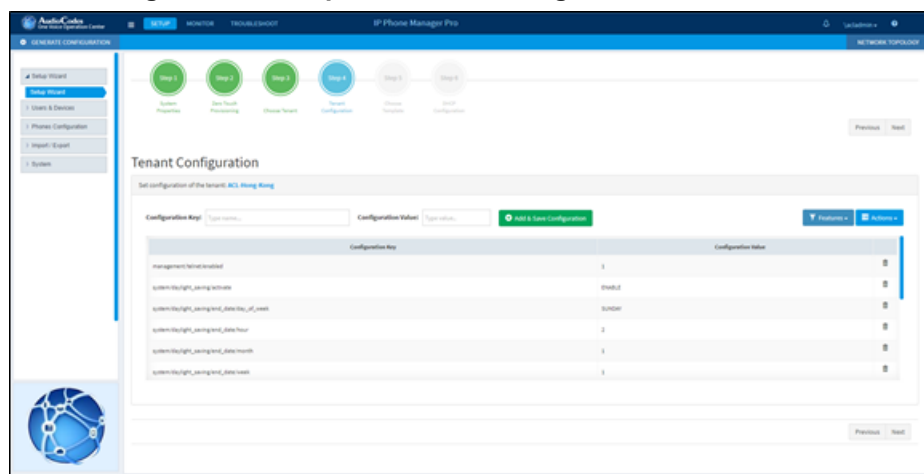 AudioCodes
One Voice Operation Center
SETUP MONITOR TROUBLESHOOT
IP Phone Manager Pro
\acladmin
GENERATE CONFIGURATION
NETWORK TOPOLOGY
Setup Wizard
Setup Wizard
Users & Devices
Phones Configuration
Import / Export
System
Step 1 Step 2 Step 3 Step 4 Step 5 Step 6
System Properties
Zero Touch Provisioning
Choose Tenant
Tenant Configuration
Choose Template
DHCP Configuration
Previous Next
Tenant Configuration
Set configuration of the tenant: ACL-Hong-Kong
Configuration Key: Type name... Configuration Value: Type value... Add & Save Configuration Features Actions
Configuration Key Configuration Value
management/telnet/enabled 1
system/daylight_saving/activate ENABLE
system/daylight_saving/end_date/day_of_week SUNDAY
system/daylight_saving/end_date/hour 2
system/daylight_saving/end_date/month 1
system/daylight_saving/end_date/week 1
Previous Next